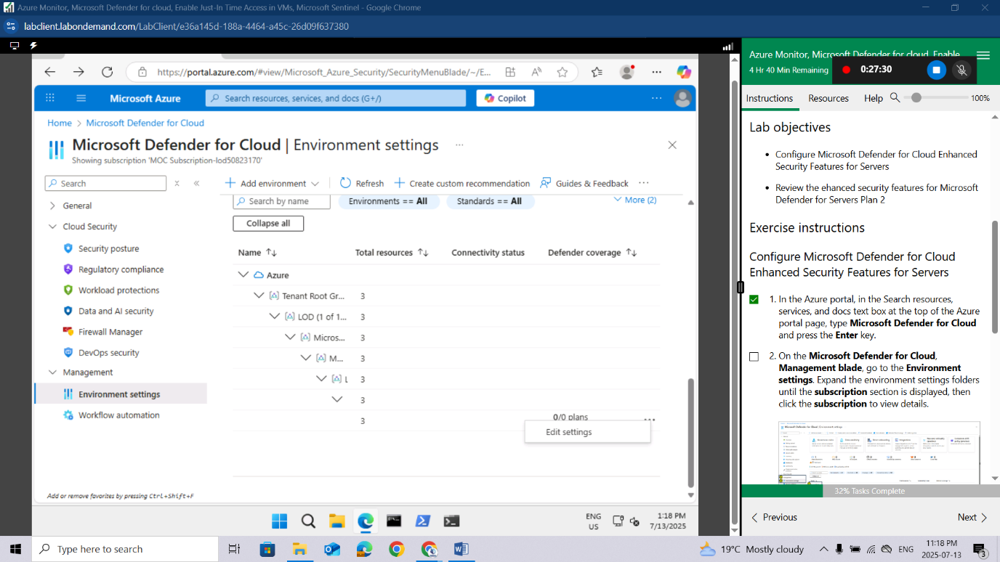 Azure Monitor, Microsoft Defender for cloud, Enable Just-In Time Access in VMs, Microsoft Sentinel - Google Chrome
labclient.labondemand.com/LabClient/e36a145d-188a-4464-a45c-26d09f637380
https://portal.azure.com/#view/Microsoft_Azure_Security/SecurityMenuBlade/~/E...
Microsoft Azure
Search resources, services, and docs (G+/)
Copilot
Home > Microsoft Defender for Cloud
Microsoft Defender for Cloud | Environment settings
Showing subscription 'MOC Subscription-lod50823170'
Search
General
Cloud Security
Security posture
Regulatory compliance
Workload protections
Data and AI security
Firewall Manager
DevOps security
Management
Environment settings
Workflow automation
Add or remove favorites by pressing Ctrl+Shift+F
Add environment
Refresh
Create custom recommendation
Guides & Feedback
Search by name
Environments == All
Standards == All
More (2)
Collapse all
Name
Total resources
Connectivity status
Defender coverage
Azure
Tenant Root Gr... 3
LOD (1 of 1... 3
Micros... 3
M... 3
L 3
3
3 0/0 plans
Edit settings
ENG
US
1:18 PM
7/13/2025
Azure Monitor, Microsoft Defender for cloud, Enable
4 Hr 40 Min Remaining
0:27:30
Instructions
Resources
Help
100%
Lab objectives
• Configure Microsoft Defender for Cloud Enhanced
Security Features for Servers
• Review the ehanced security features for Microsoft
Defender for Servers Plan 2
Exercise instructions
Configure Microsoft Defender for Cloud
Enhanced Security Features for Servers
1. In the Azure portal, in the Search resources,
services, and docs text box at the top of the Azure
portal page, type Microsoft Defender for Cloud
and press the Enter key.
2. On the Microsoft Defender for Cloud,
Management blade, go to the Environment
settings. Expand the environment settings folders
until the subscription section is displayed, then
click the subscription to view details.
32% Tasks Complete
Previous
Next
Type here to search
19°C Mostly cloudy
ENG
11:18 PM
2025-07-13
3